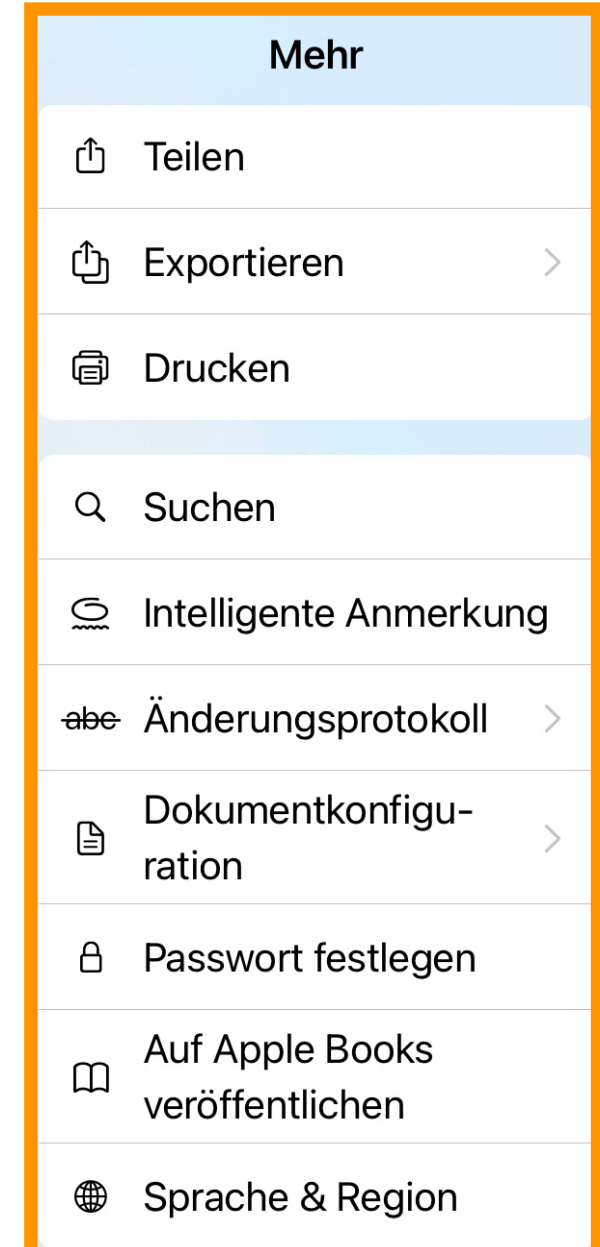 Mehr
Teilen
Exportieren
Drucken
Suchen
Intelligente Anmerkung
abc Änderungsprotokoll
Dokumentkonfigu-
ration
Passwort festlegen
Auf Apple Books
veröffentlichen
Sprache & Region